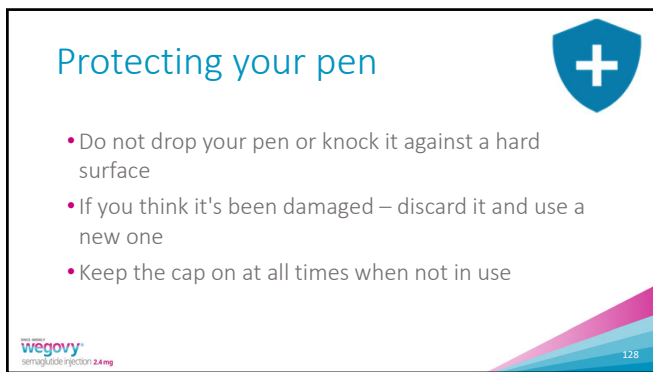 Protecting your pen
• Do not drop your pen or knock it against a hard
surface
• If you think it's been damaged – discard it and use a
new one
• Keep the cap on at all times when not in use
ONCE-WEEKLY
wegovy®
semaglutide injection 2.4 mg
128